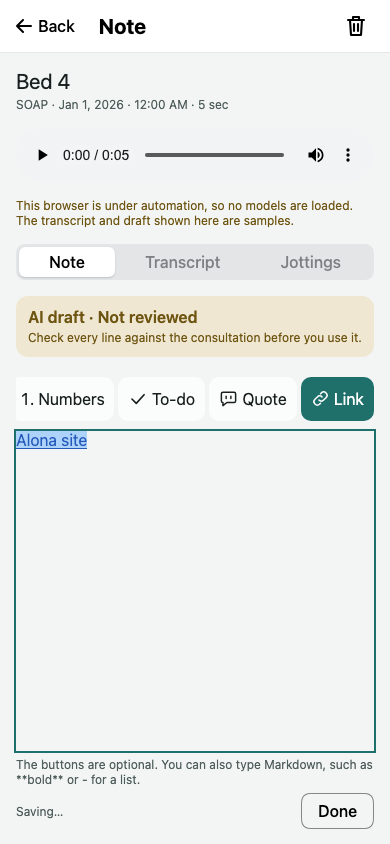 Back Note
Bed 4
SOAP · Jan 1, 2026 · 12:00 AM · 5 sec
0:00 / 0:05
This browser is under automation, so no models are loaded.
The transcript and draft shown here are samples.
Note Transcript Jottings
AI draft · Not reviewed
Check every line against the consultation before you use it.
1. Numbers To-do Quote Link
Alona site
The buttons are optional. You can also type Markdown, such as
**bold** or - for a list.
Saving... Done